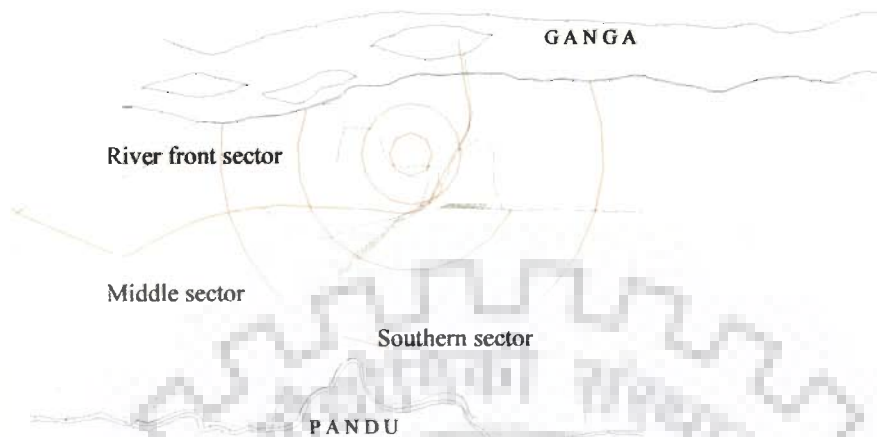 GANGA
River front sector
Middle sector
Southern sector
PANDU